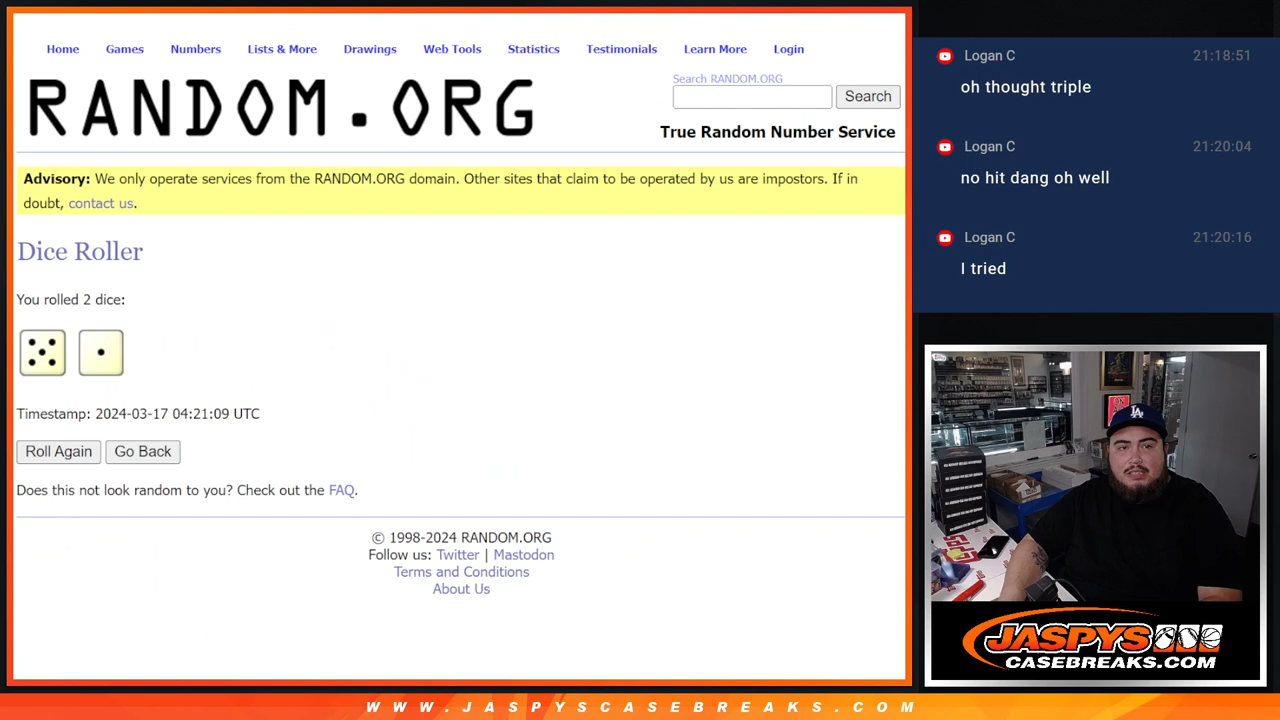 Home Games Numbers Lists & More Drawings Web Tools Statistics Testimonials Learn More Login
RANDOM.ORG
Search RANDOM.ORG
Search
True Random Number Service
Advisory: We only operate services from the RANDOM.ORG domain. Other sites that claim to be operated by us are impostors. If in
doubt, contact us.
Dice Roller
You rolled 2 dice:
Timestamp: 2024-03-17 04:21:09 UTC
Roll Again Go Back
Does this not look random to you? Check out the FAQ.
© 1998-2024 RANDOM.ORG
Follow us: Twitter | Mastodon
Terms and Conditions
About Us
Logan C 21:18:51
oh thought triple
Logan C 21:20:04
no hit dang oh well
Logan C 21:20:16
I tried
JASPYS
CASEBREAKS.COM
WWW.JASPYSCASEBREAKS.COM